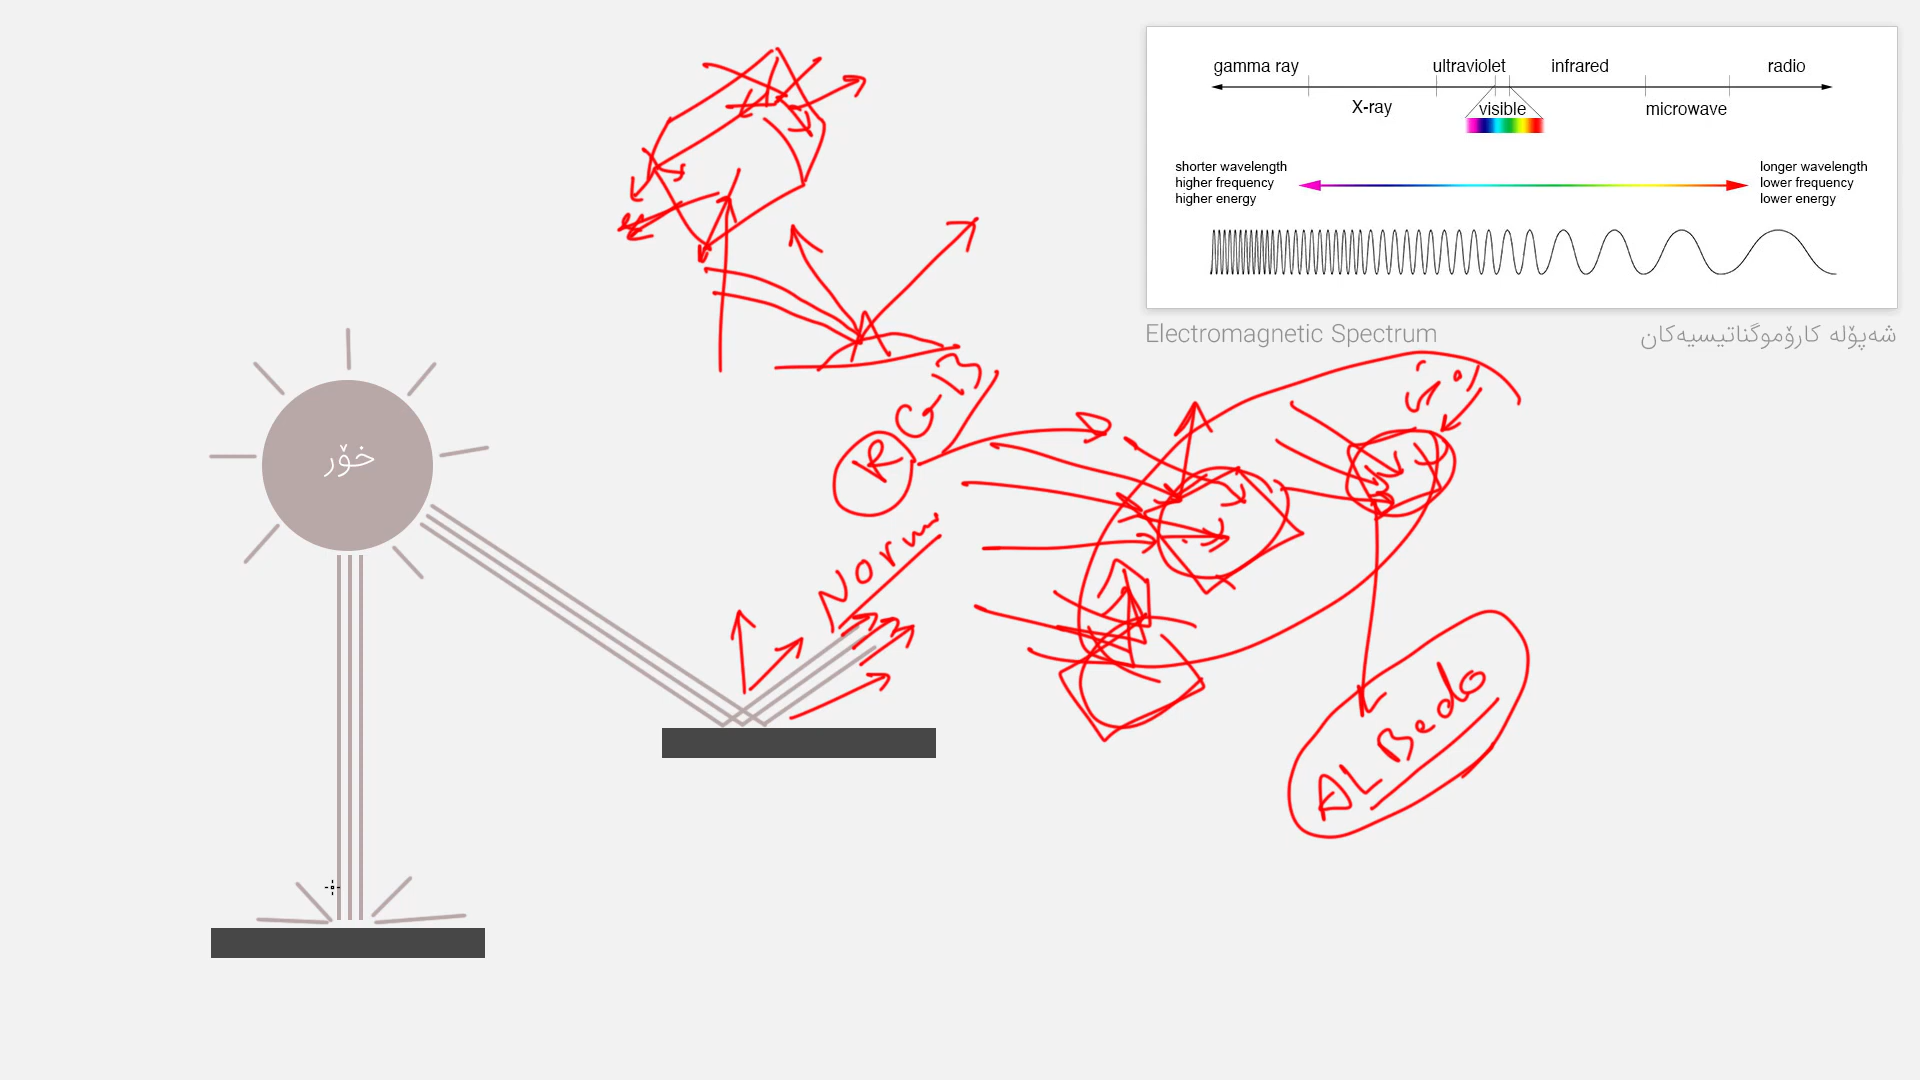 gamma ray ultraviolet infrared radio
X-ray visible microwave
shorter wavelength
higher frequency
higher energy
longer wavelength
lower frequency
lower energy
Electromagnetic Spectrum
شەپۆلە کارۆموگناتیسیەکان
خۆر
RGB
Norm
ALBedo